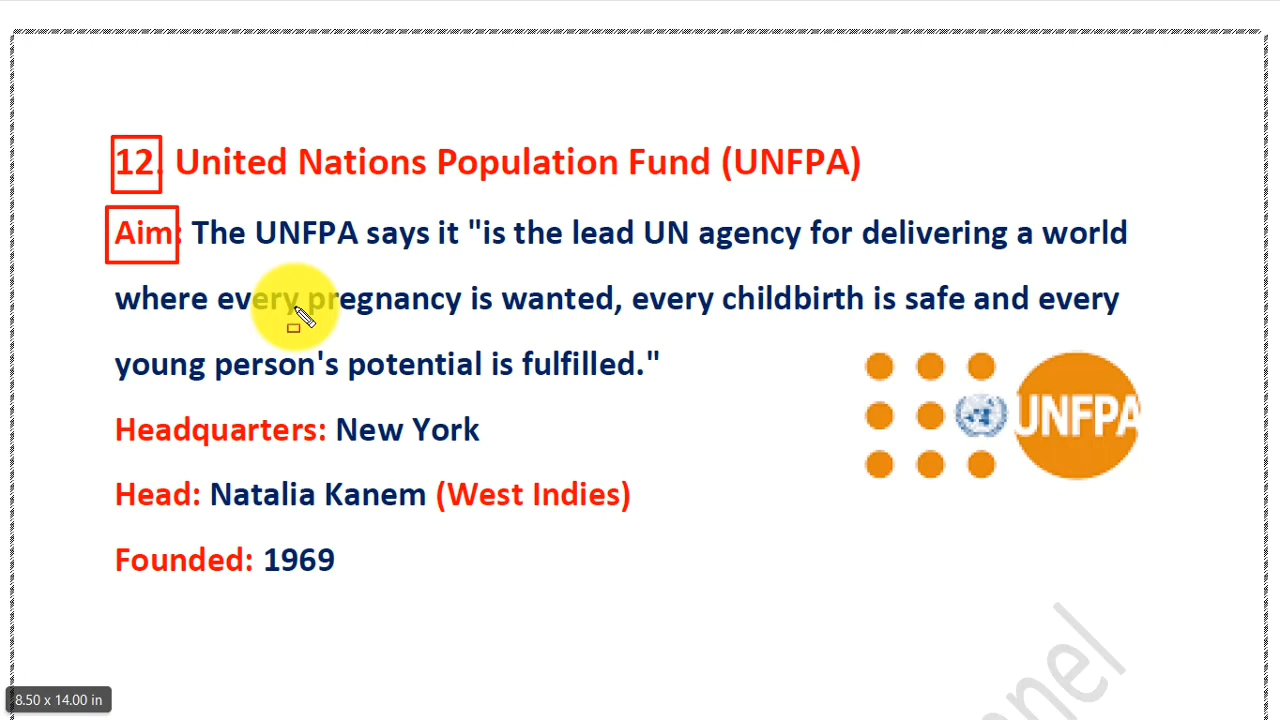 12. United Nations Population Fund (UNFPA)
Aim: The UNFPA says it "is the lead UN agency for delivering a world
where every pregnancy is wanted, every childbirth is safe and every
young person's potential is fulfilled."
UNFPA
Headquarters: New York
Head: Natalia Kanem (West Indies)
Founded: 1969
8.50 x 14.00 in